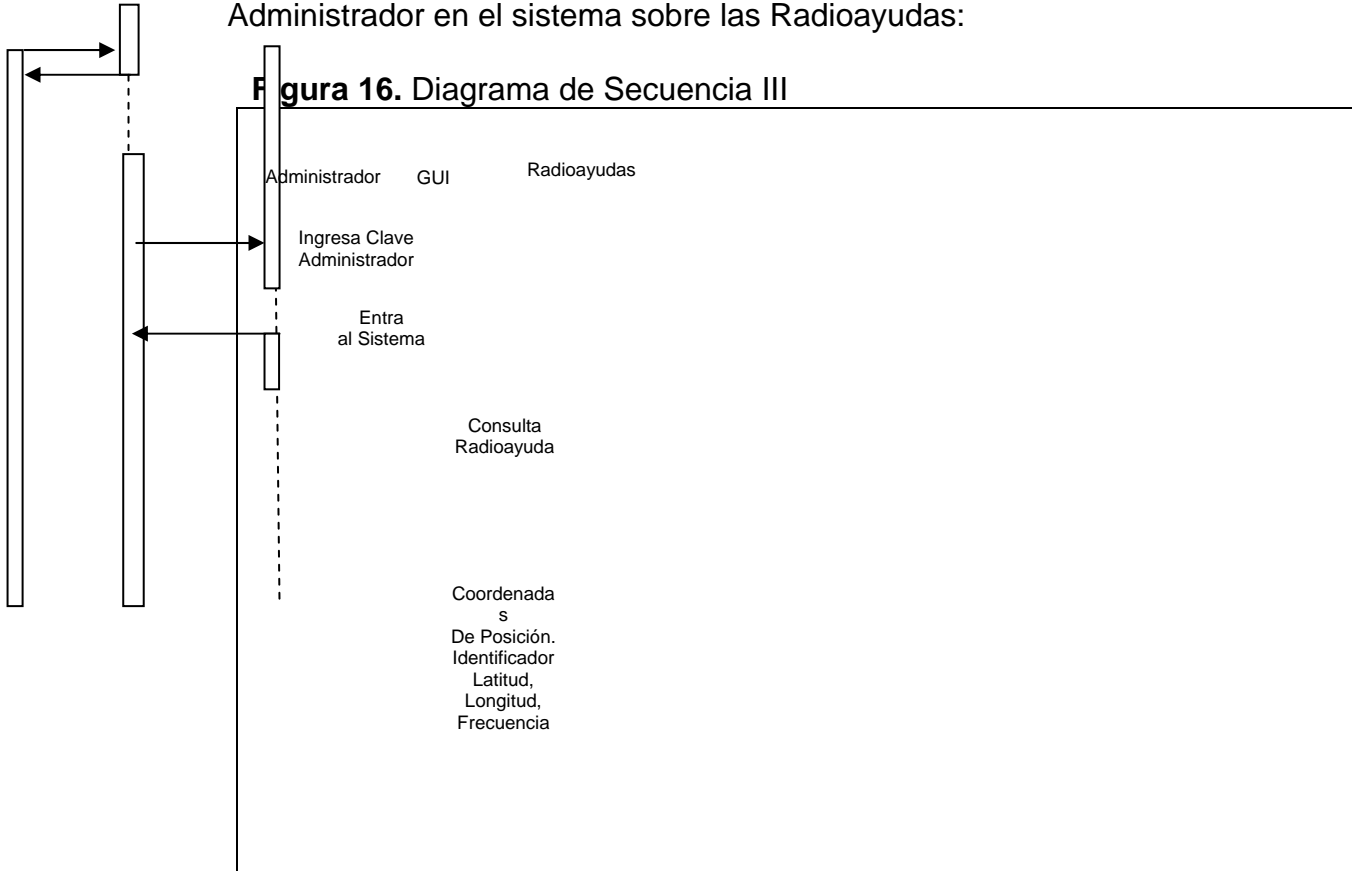 Administrador en el sistema sobre las Radioayudas:
Figura 16. Diagrama de Secuencia III
Administrador GUI Radioayudas
Ingresa Clave
Administrador
Entra
al Sistema
Consulta
Radioayuda
Coordenada
s
De Posición.
Identificador
Latitud,
Longitud,
Frecuencia